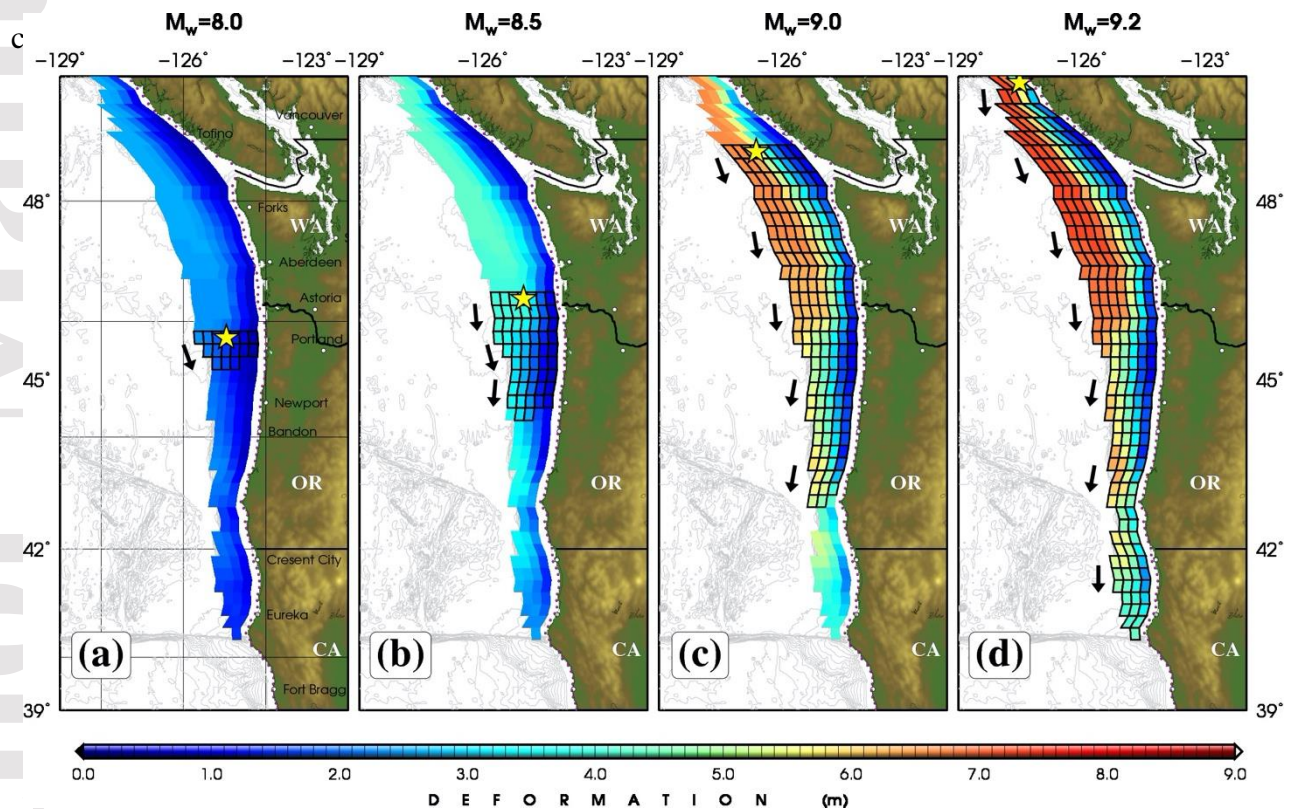 c
Mw=8.0 Mw=8.5 Mw=9.0 Mw=9.2
−129° −126° −123° −129° −126° −123° −129° −126° −123° −129° −126° −123°
Vancouver
Tofino
48° 48°
Forks
WA WA WA WA
Aberdeen
Astoria
Portland
45° 45°
Newport
Bandon
OR OR OR OR
42° 42°
Cresent City
Eureka
(a) CA (b) CA (c) CA (d) CA
Fort Bragg
39° 39°
0.0 1.0 2.0 3.0 4.0 5.0 6.0 7.0 8.0 9.0
DEFORMATION (m)